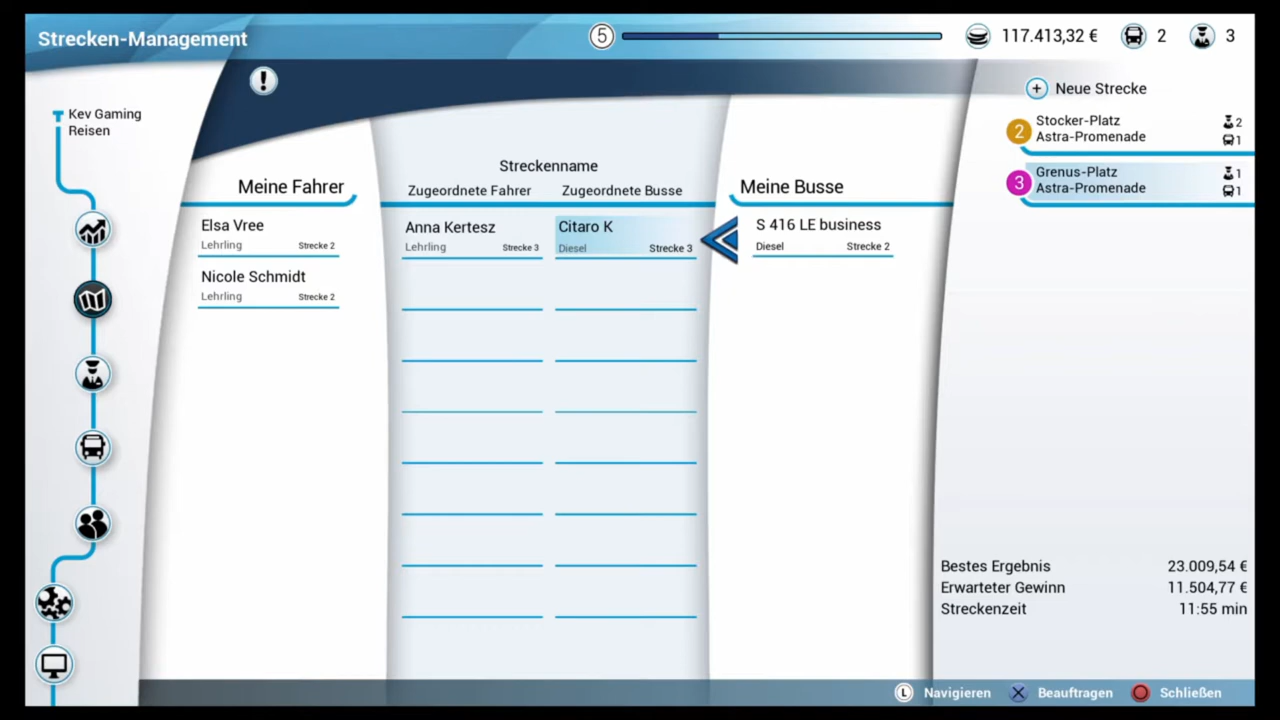 Strecken-Management
5
117.413,32 €
2
3
!
Kev Gaming
Reisen
Meine Fahrer
Elsa Vree
Lehrling
Strecke 2
Nicole Schmidt
Lehrling
Strecke 2
Streckenname
Zugeordnete Fahrer
Zugeordnete Busse
Anna Kertesz
Lehrling
Strecke 3
Citaro K
Diesel
Strecke 3
Meine Busse
S 416 LE business
Diesel
Strecke 2
+ Neue Strecke
2
Stocker-Platz
Astra-Promenade
2
1
3
Grenus-Platz
Astra-Promenade
1
1
Bestes Ergebnis 23.009,54 €
Erwarteter Gewinn 11.504,77 €
Streckenzeit 11:55 min
L Navigieren Beauftragen Schließen